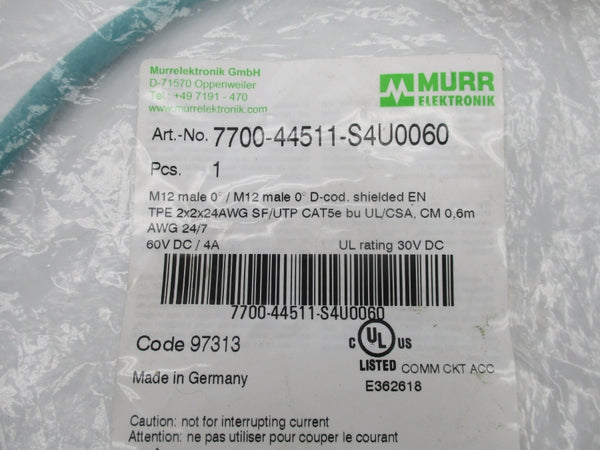 Murrelektronik GmbH
D-71570 Oppenweiler
Tel.: +49 7191 - 470
www.murrelektronik.com
MURR
ELEKTRONIK
Art.-No. 7700-44511-S4U0060
Pcs. 1
M12 male 0° / M12 male 0° D-cod. shielded EN
TPE 2x2x24AWG SF/UTP CAT5e bu UL/CSA, CM 0,6m
AWG 24/7
60V DC / 4A UL rating 30V DC
7700-44511-S4U0060
Code 97313
C UL US
LISTED COMM CKT ACC
E362618
Made in Germany
Caution: not for interrupting current
Attention: ne pas utiliser pour couper le courant